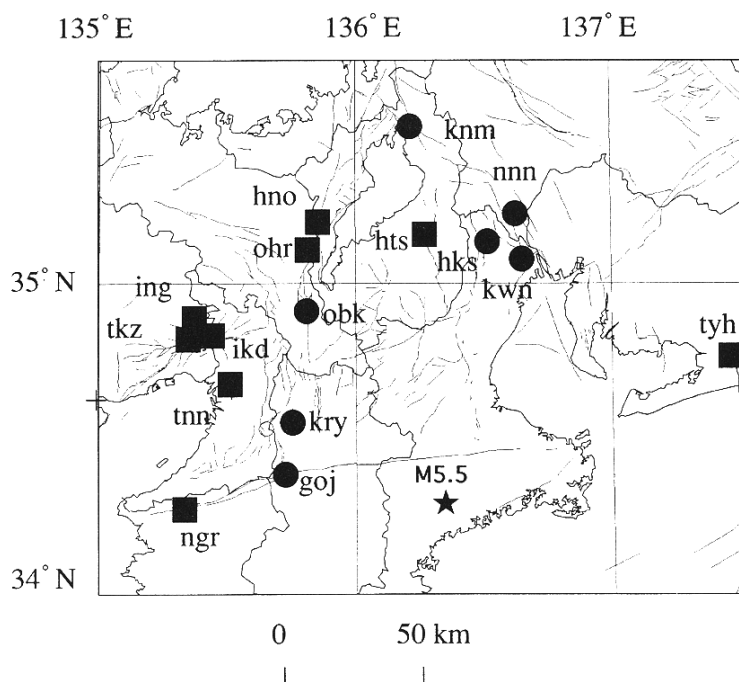 135°E 136°E 137°E
knm
nnn
hno
ohr hts hks
35°N kwn
ing obk
tkz tyh
ikd
tnn
kry
goj M5.5
ngr
34°N
0 50 km